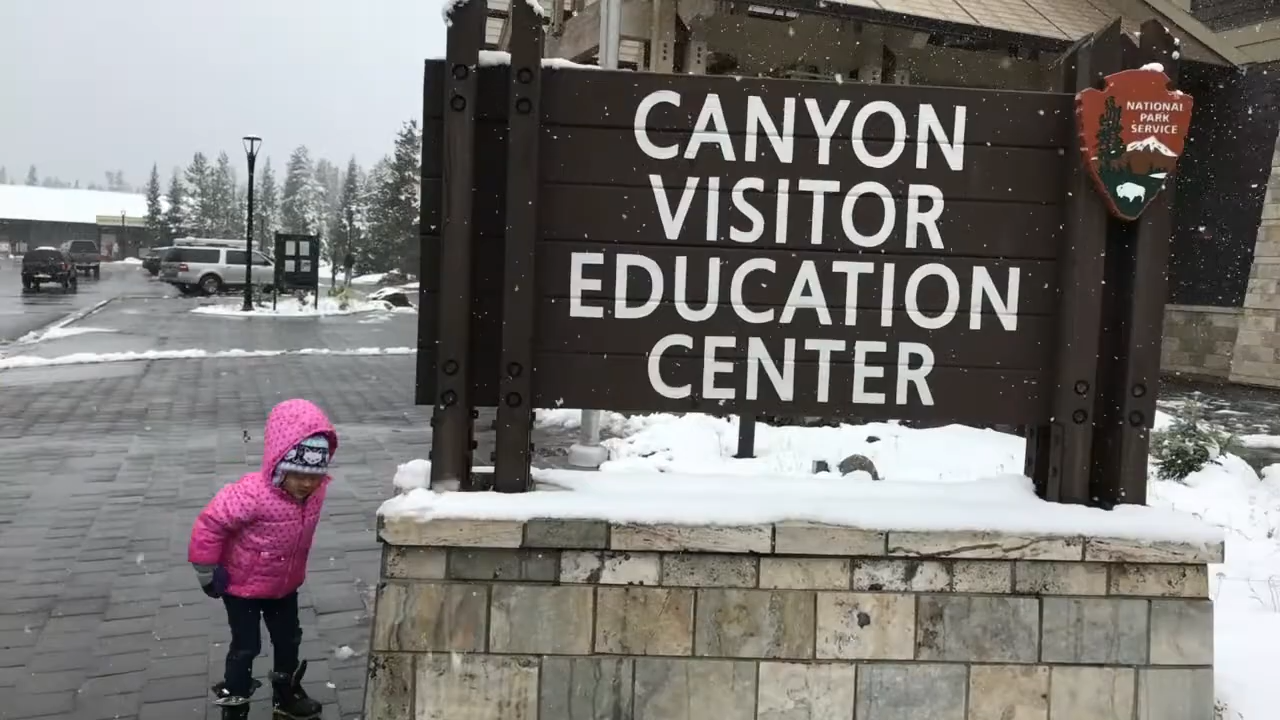 CANYON
VISITOR
EDUCATION
CENTER
NATIONAL
PARK
SERVICE